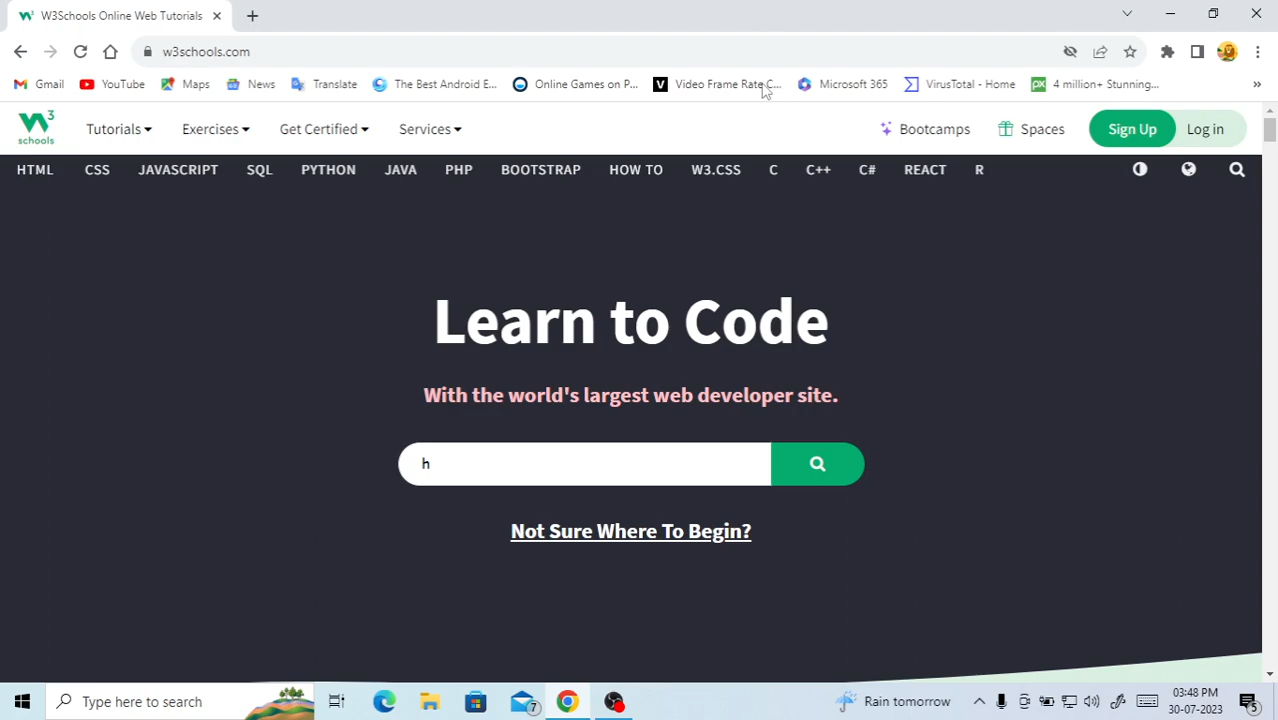 W3Schools Online Web Tutorials
w3schools.com
Gmail YouTube Maps News Translate The Best Android E... Online Games on P... Video Frame Rate C... Microsoft 365 VirusTotal - Home 4 million+ Stunning... »
W3 schools Tutorials Exercises Get Certified Services Bootcamps Spaces Sign Up Log in
HTML CSS JAVASCRIPT SQL PYTHON JAVA PHP BOOTSTRAP HOW TO W3.CSS C C++ C# REACT R
Learn to Code
With the world's largest web developer site.
h
Not Sure Where To Begin?
Type here to search 7 Rain tomorrow 03:48 PM
30-07-2023 5